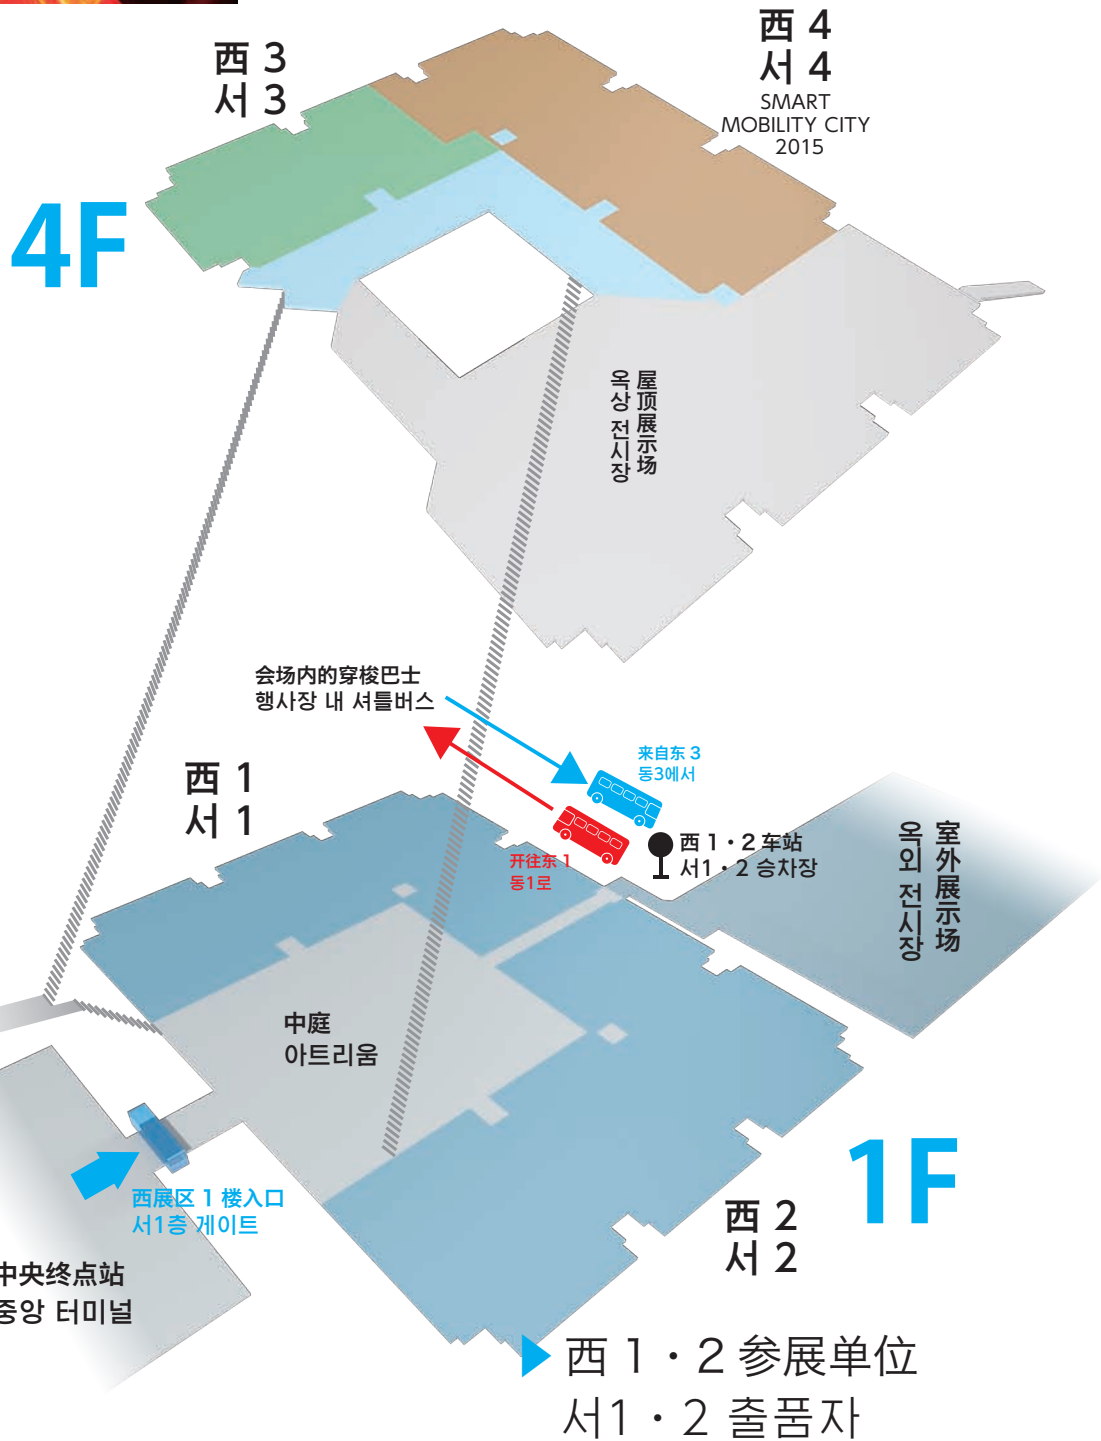 西 3
서 3
西 4
서 4
SMART
MOBILITY CITY
2015
4F
屋顶展示场
옥상 전시장
会场内的穿梭巴士
행사장 내 셔틀버스
来自东 3
동3에서
西 1
서 1
开往东 1
동1로
西 1・2 车站
서1・2 승차장
室外展示场
옥외 전시장
中庭
아트리움
1F
西展区 1 楼入口
서1층 게이트
西 2
서 2
中央终点站
중앙 터미널
西 1・2 参展单位
서1・2 출품자